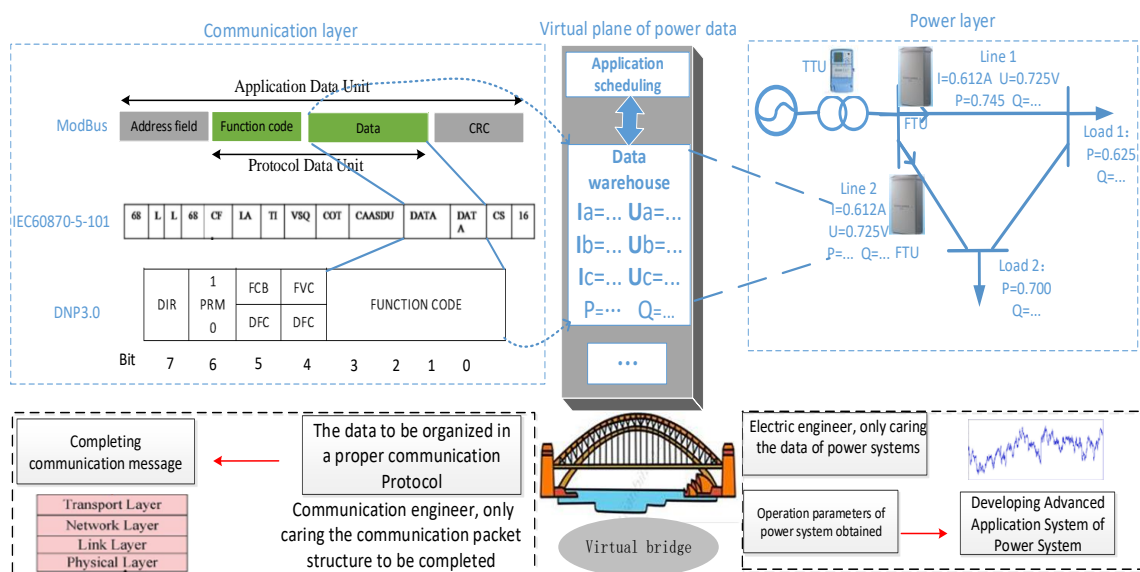 Communication layer
Virtual plane of power data
Power layer
Application Data Unit
ModBus
Address field
Function code
Data
CRC
Protocol Data Unit
IEC60870-5-101
68 L L 68 CF LA TI VSQ COT CAASDU DATA DAT CS 16
A
DNP3.0
DIR
1
PRM
0
FCB
DFC
FVC
DFC
FUNCTION CODE
Bit 7 6 5 4 3 2 1 0
Application
scheduling
Data
warehouse
Ia=... Ua=...
Ib=... Ub=...
Ic=... Uc=...
P=... Q=...
...
TTU
Line 1
I=0.612A U=0.725V
P=0.745 Q=...
FTU
Load 1:
P=0.625
Q=...
Line 2
I=0.612A
U=0.725V
P=... Q=...
FTU
Load 2:
P=0.700
Q=...
Completing
communication message
The data to be organized in
a proper communication
Protocol
Transport Layer
Network Layer
Link Layer
Physical Layer
Communication engineer, only
caring the communication packet
structure to be completed
Virtual bridge
Electric engineer, only caring
the data of power systems
Operation parameters of
power system obtained
Developing Advanced
Application System of
Power System